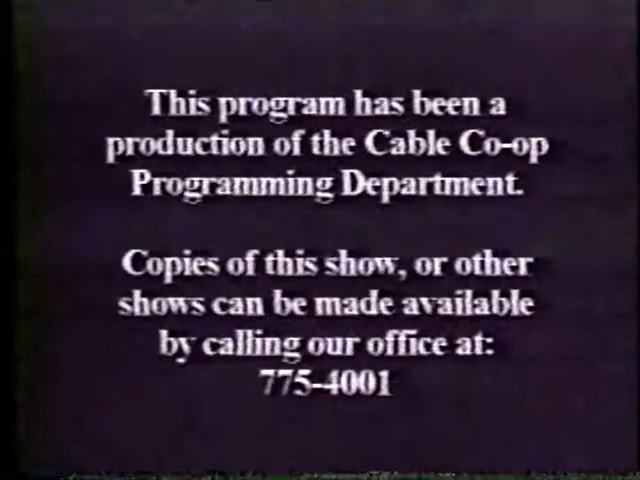 This program has been a
production of the Cable Co-op
Programming Department.
Copies of this show, or other
shows can be made available
by calling our office at:
775-4001